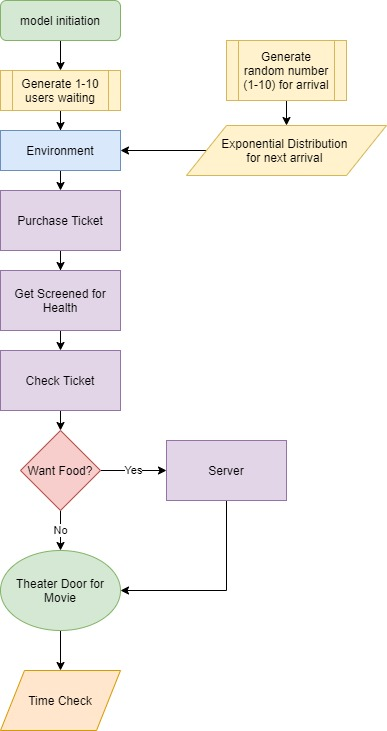 model initiation
Generate 1-10
users waiting
Generate
random number
(1-10) for arrival
Environment
Exponential Distribution
for next arrival
Purchase Ticket
Get Screened for
Health
Check Ticket
Want Food?
Yes
Server
No
Theater Door for
Movie
Time Check